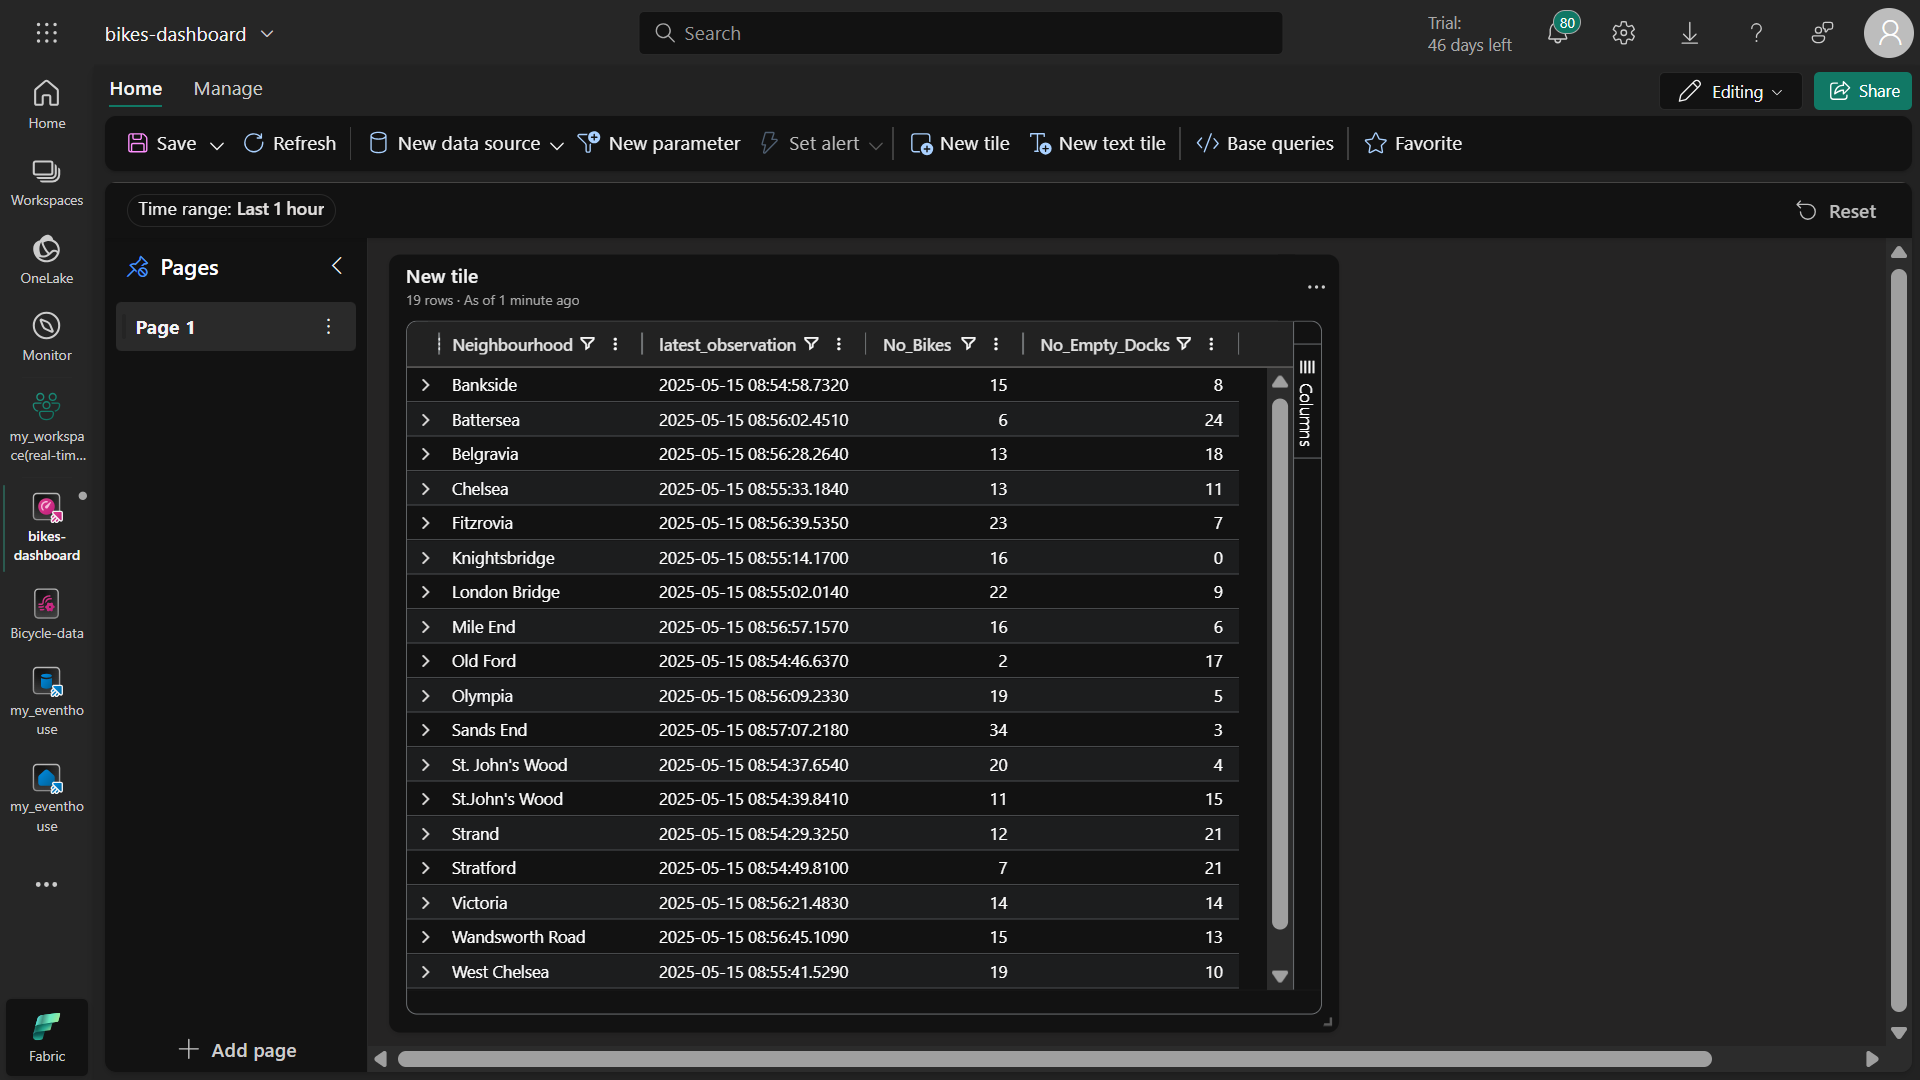 bikes-dashboard
Search
Trial:
46 days left
80
Home
Manage
Editing
Share
Save
Refresh
New data source
New parameter
Set alert
New tile
New text tile
Base queries
Favorite
Time range: Last 1 hour
Reset
Home
Workspaces
OneLake
Monitor
my_workspa
ce(real-tim...
bikes-
dashboard
Bicycle-data
my_eventho
use
my_eventho
use
Fabric
Pages
Page 1
Add page
New tile
19 rows · As of 1 minute ago
Neighbourhood latest_observation No_Bikes No_Empty_Docks
Bankside 2025-05-15 08:54:58.7320 15 8
Battersea 2025-05-15 08:56:02.4510 6 24
Belgravia 2025-05-15 08:56:28.2640 13 18
Chelsea 2025-05-15 08:55:33.1840 13 11
Fitzrovia 2025-05-15 08:56:39.5350 23 7
Knightsbridge 2025-05-15 08:55:14.1700 16 0
London Bridge 2025-05-15 08:55:02.0140 22 9
Mile End 2025-05-15 08:56:57.1570 16 6
Old Ford 2025-05-15 08:54:46.6370 2 17
Olympia 2025-05-15 08:56:09.2330 19 5
Sands End 2025-05-15 08:57:07.2180 34 3
St. John's Wood 2025-05-15 08:54:37.6540 20 4
StJohn's Wood 2025-05-15 08:54:39.8410 11 15
Strand 2025-05-15 08:54:29.3250 12 21
Stratford 2025-05-15 08:54:49.8100 7 21
Victoria 2025-05-15 08:56:21.4830 14 14
Wandsworth Road 2025-05-15 08:56:45.1090 15 13
West Chelsea 2025-05-15 08:55:41.5290 19 10
Columns